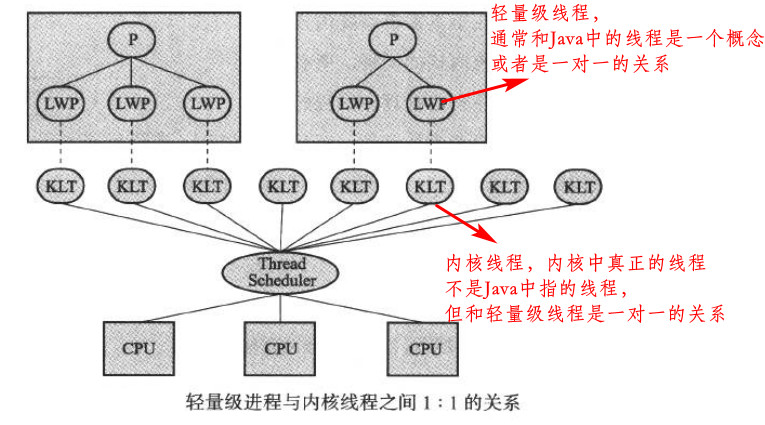 轻量级线程，
通常和Java中的线程是一个概念
或者是一对一的关系
P
P
LWP LWP LWP LWP LWP
KLT KLT KLT KLT KLT KLT KLT KLT
Thread
Scheduler
内核线程，内核中真正的线程
不是Java中指的线程，
但和轻量级线程是一对一的关系
CPU CPU CPU
轻量级进程与内核线程之间 1：1 的关系